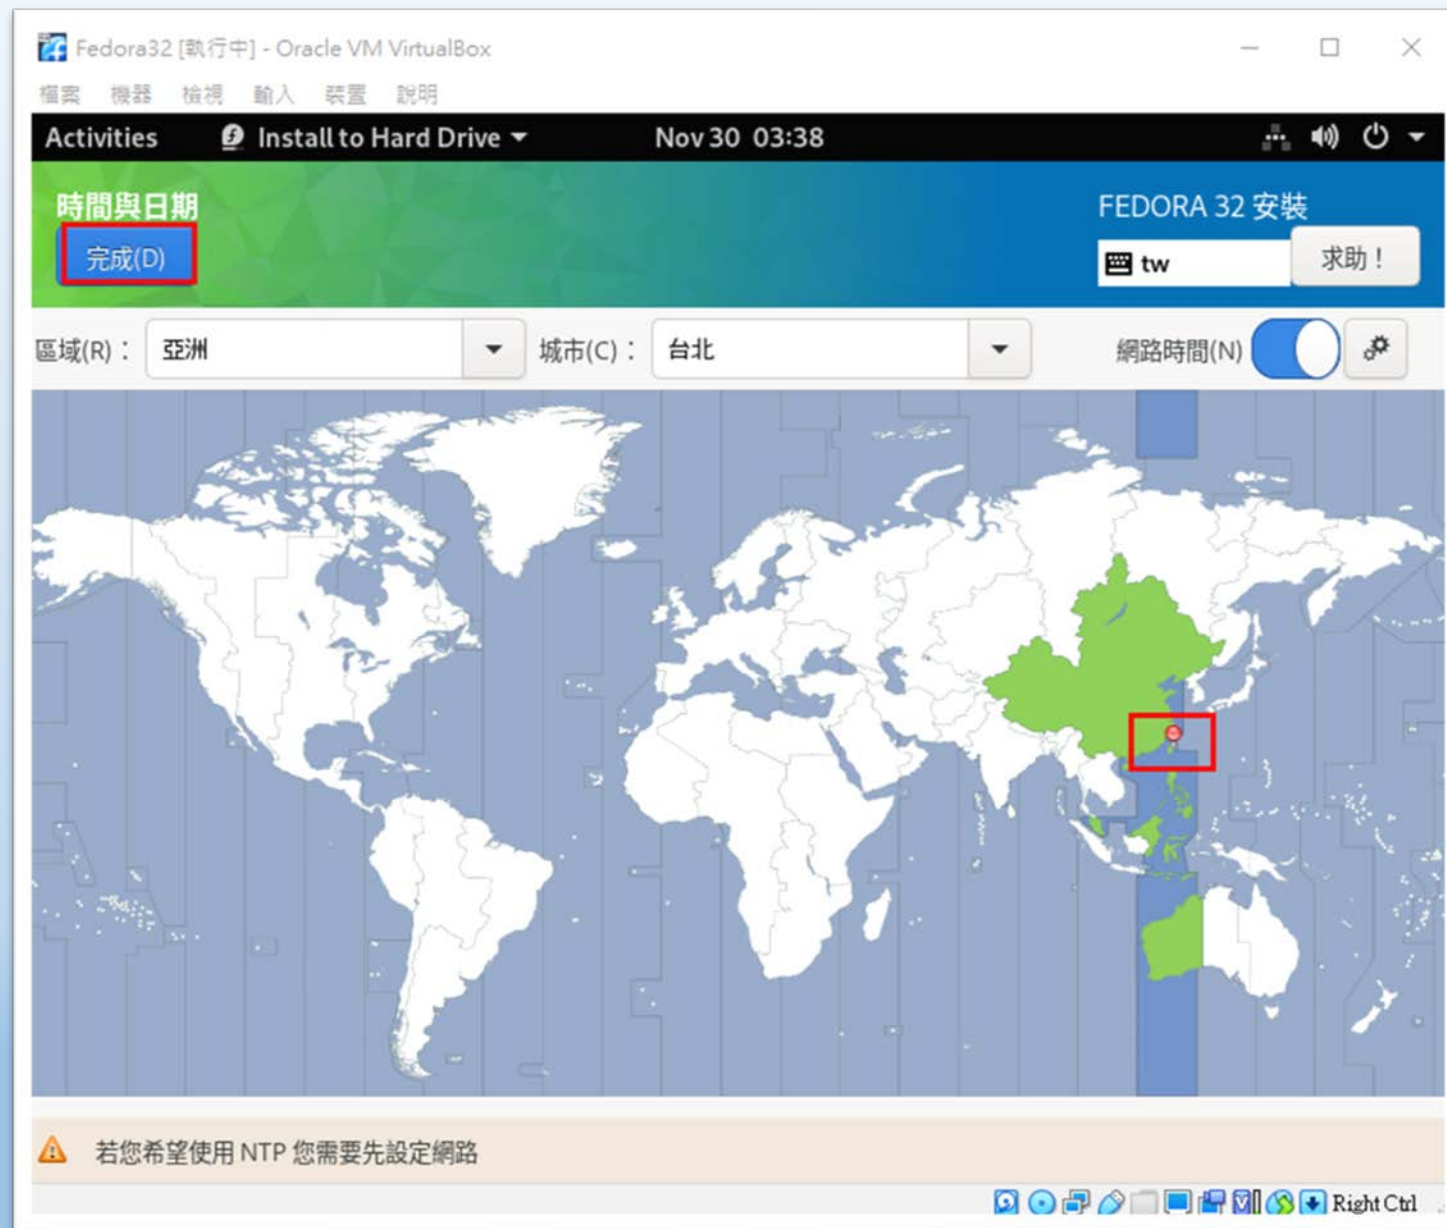 Fedora32 [執行中] - Oracle VM VirtualBox
檔案 機器 檢視 輸入 裝置 說明
Activities Install to Hard Drive Nov 30 03:38
時間與日期 FEDORA 32 安裝
完成(D) tw 求助！
區域(R)： 亞洲 城市(C)： 台北 網路時間(N)
若您希望使用 NTP 您需要先設定網路
Right Ctrl